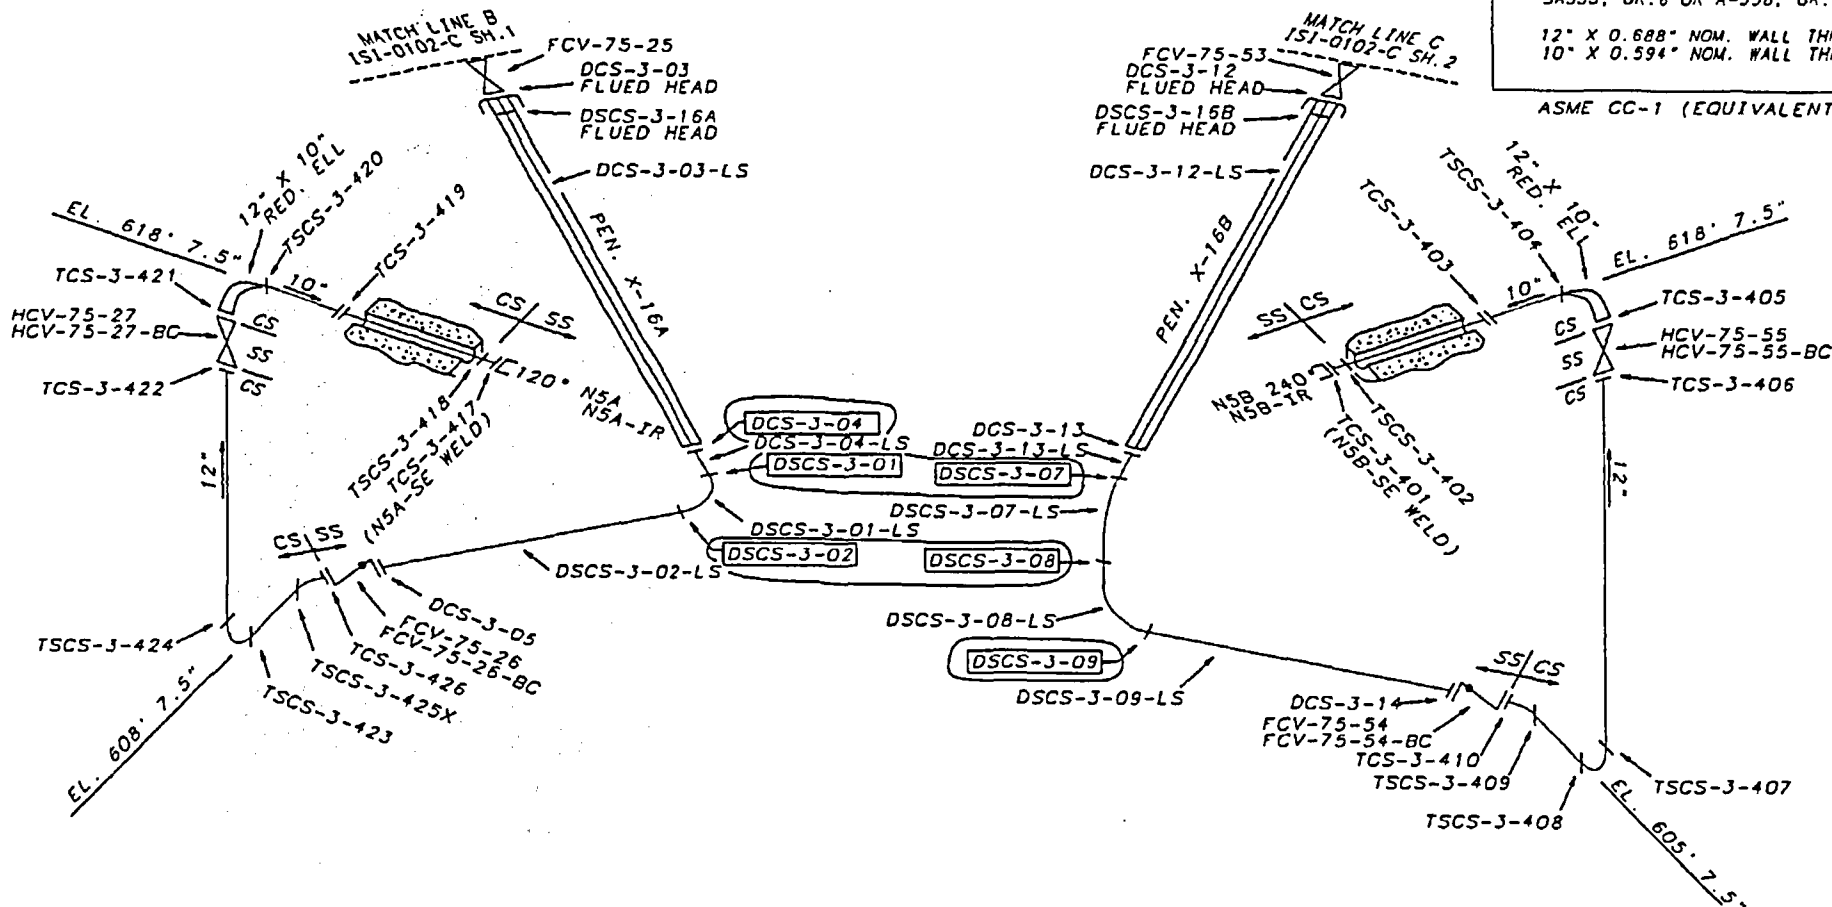 12" X 0.688" NOM. WALL
10" X 0.594" NOM. WALL
ASME CC-1 (EQUIVALENT
MATCH LINE B
ISI-0102-C SH.1
FCV-75-25
DCS-3-03
FLUED HEAD
DSCS-3-16A
FLUED HEAD
DCS-3-03-LS
PEN. X-16A
MATCH LINE C
ISI-0102-C SH.2
FCV-75-53
DCS-3-12
FLUED HEAD
DSCS-3-16B
FLUED HEAD
DCS-3-12-LS
PEN. X-16B
EL. 618' 7.5"
12" X 10"
RED. ELL
TSCS-3-420
TCS-3-419
10"
TCS-3-421
HCV-75-27
HCV-75-27-BC
TCS-3-422
CS
SS
CS
CS SS
120°
N5A
N5A-IR
TSCS-3-418
TCS-3-417
(N5A-SE WELD)
12"
CS SS
DCS-3-04
DCS-3-04-LS
DSCS-3-01
DSCS-3-01-LS
DSCS-3-02
DSCS-3-02-LS
DCS-3-05
FCV-75-26
FCV-75-26-BC
TCS-3-426
TSCS-3-425X
TSCS-3-423
TSCS-3-424
EL. 608' 7.5"
TCS-3-403
TSCS-3-404
12" X 10"
RED. ELL
EL. 618' 7.5"
10"
TCS-3-405
HCV-75-55
HCV-75-55-BC
TCS-3-406
CS
SS
CS
SS CS
N5B 240°
N5B-IR
TSCS-3-402
TCS-3-401
(N5B-SE WELD)
12"
DCS-3-13
DCS-3-13-LS
DSCS-3-07
DSCS-3-07-LS
DSCS-3-08
DSCS-3-08-LS
DSCS-3-09
DSCS-3-09-LS
SS CS
DCS-3-14
FCV-75-54
FCV-75-54-BC
TCS-3-410
TSCS-3-409
TSCS-3-408
TSCS-3-407
EL. 605' 7.5"